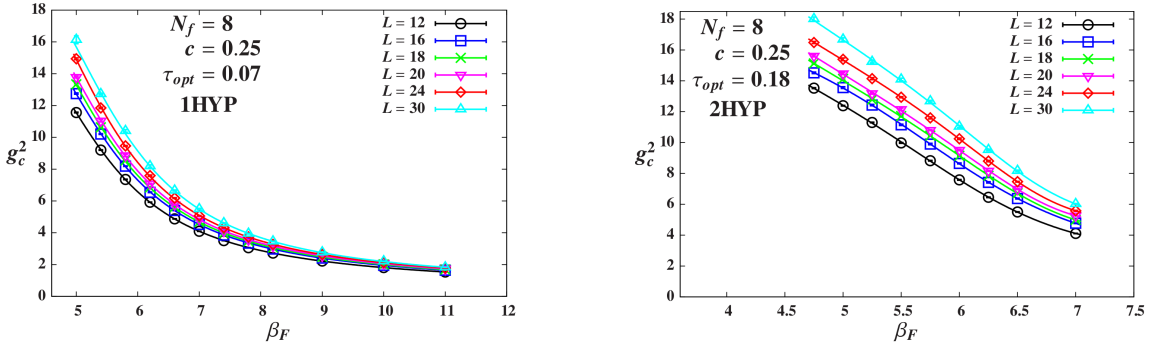 18
16
14
12
10
8
6
4
2
0
g_c^2
N_f = 8
c = 0.25
τ_opt = 0.07
1HYP
L = 12
L = 16
L = 18
L = 20
L = 24
L = 30
5 6 7 8 9 10 11 12
β_F
18
16
14
12
10
8
6
4
2
0
g_c^2
N_f = 8
c = 0.25
τ_opt = 0.18
2HYP
L = 12
L = 16
L = 18
L = 20
L = 24
L = 30
4 4.5 5 5.5 6 6.5 7 7.5
β_F